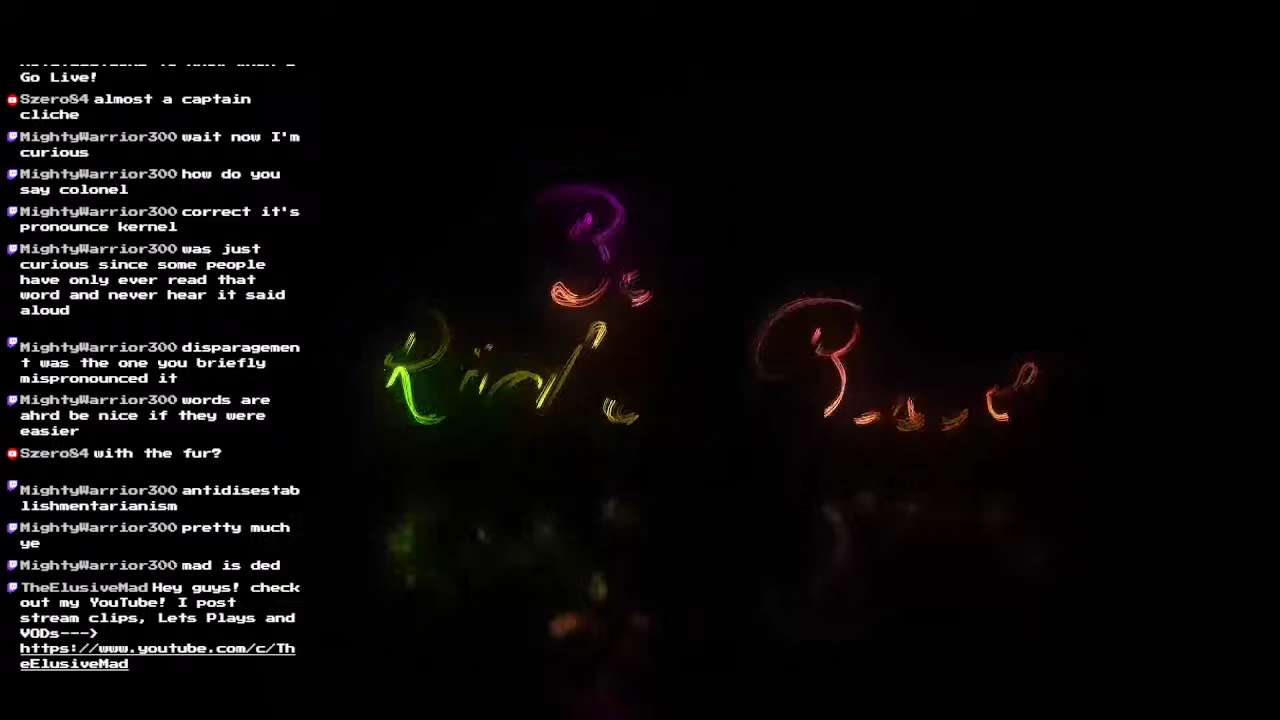 Go Live!
Szero84 almost a captain
cliche
MightyWarrior300 wait now I'm
curious
MightyWarrior300 how do you
say colonel
MightyWarrior300 correct it's
pronounce kernel
MightyWarrior300 was just
curious since some people
have only ever read that
word and never hear it said
aloud
MightyWarrior300 disparagemen
t was the one you briefly
mispronounced it
MightyWarrior300 words are
ahrd be nice if they were
easier
Szero84 with the fur?
MightyWarrior300 antidisestab
lishmentarianism
MightyWarrior300 pretty much
ye
MightyWarrior300 mad is ded
TheElusiveMad Hey guys! check
out my YouTube! I post
stream clips, Lets Plays and
VODs--->
https://www.youtube.com/c/Th
eElusiveMad